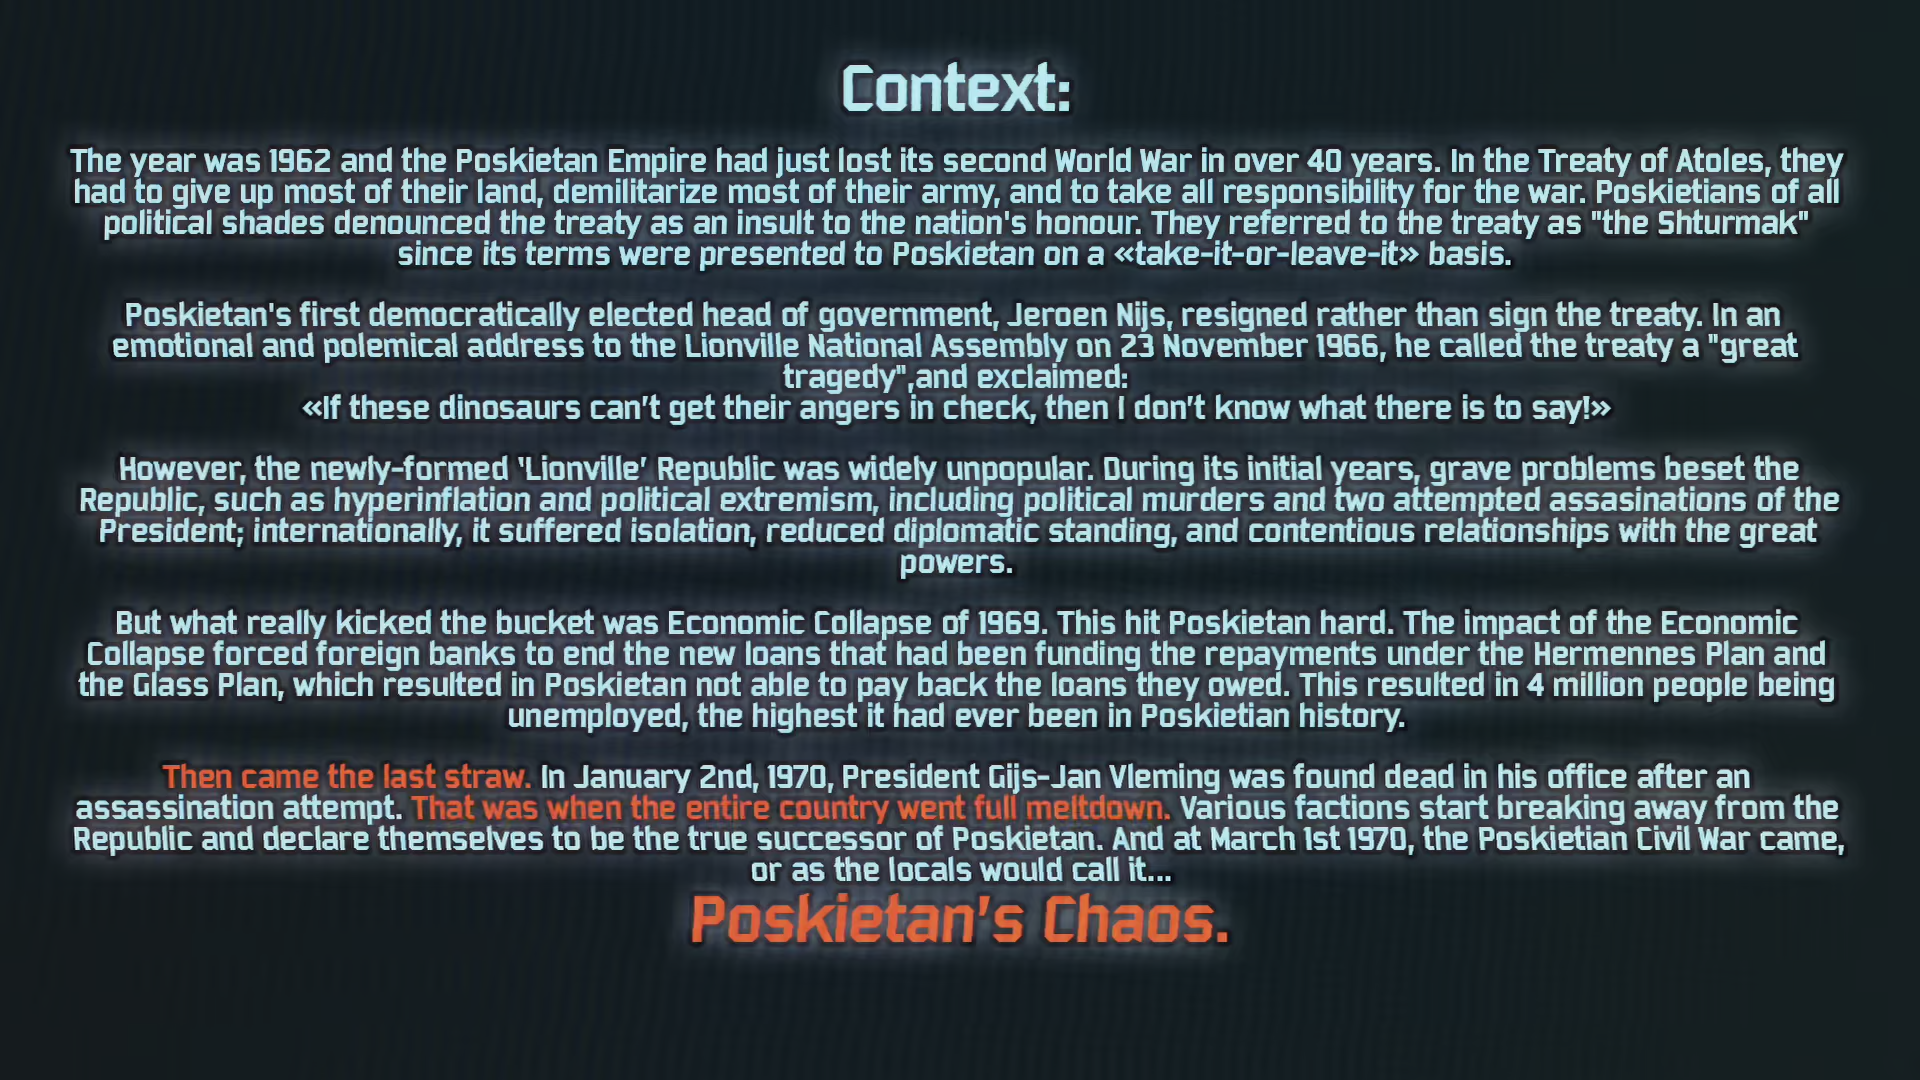 Context:
The year was 1962 and the Poskietan Empire had just lost its second World War in over 40 years. In the Treaty of Atoles, they
had to give up most of their land, demilitarize most of their army, and to take all responsibility for the war. Poskietians of all
political shades denounced the treaty as an insult to the nation's honour. They referred to the treaty as "the Shturmak"
since its terms were presented to Poskietan on a «take-it-or-leave-it» basis.
Poskietan's first democratically elected head of government, Jeroen Nijs, resigned rather than sign the treaty. In an
emotional and polemical address to the Lionville National Assembly on 23 November 1966, he called the treaty a "great
tragedy",and exclaimed:
«If these dinosaurs can't get their angers in check, then I don't know what there is to say!»
However, the newly-formed 'Lionville' Republic was widely unpopular. During its initial years, grave problems beset the
Republic, such as hyperinflation and political extremism, including political murders and two attempted assasinations of the
President; internationally, it suffered isolation, reduced diplomatic standing, and contentious relationships with the great
powers.
But what really kicked the bucket was Economic Collapse of 1969. This hit Poskietan hard. The impact of the Economic
Collapse forced foreign banks to end the new loans that had been funding the repayments under the Hermennes Plan and
the Glass Plan, which resulted in Poskietan not able to pay back the loans they owed. This resulted in 4 million people being
unemployed, the highest it had ever been in Poskietian history.
Then came the last straw. In January 2nd, 1970, President Gijs-Jan Vleming was found dead in his office after an
assassination attempt. That was when the entire country went full meltdown. Various factions start breaking away from the
Republic and declare themselves to be the true successor of Poskietan. And at March 1st 1970, the Poskietian Civil War came,
or as the locals would call it...
Poskietan's Chaos.